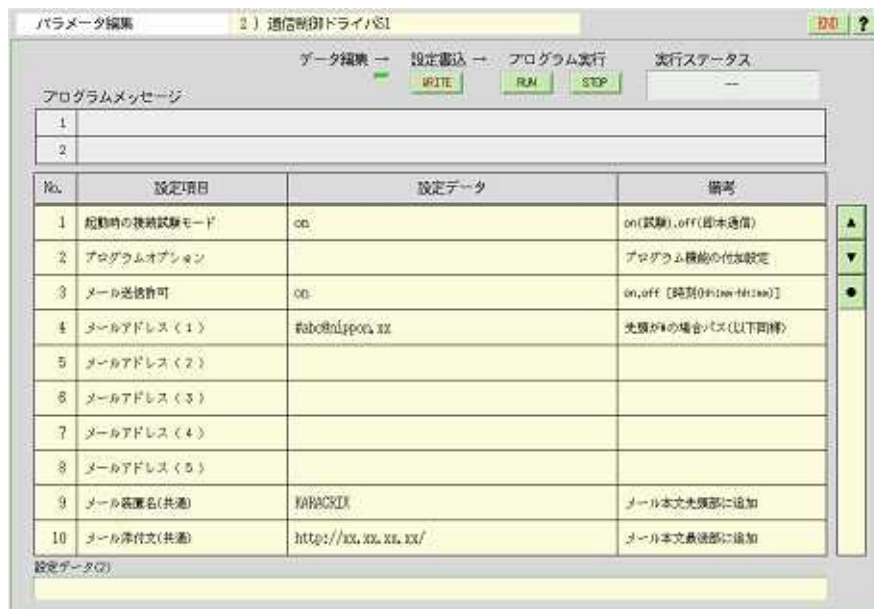 パラメータ編集 2) 通信制御ドライバS1 END ?
データ編集 → 設定書込 → プログラム実行 実行ステータス
WRITE RUN STOP ---
プログラムメッセージ
1
2
No. 設定項目 設定データ 備考
1 起動時の接続試験モード on on(試験),off(即本通信)
2 プログラムオプション プログラム機能の付加設定
3 メール送信許可 on on,off [時刻(hh:mm-hh:mm)]
4 メールアドレス(1) #abc@nippon.xx 先頭が#の場合パス(以下同様)
5 メールアドレス(2)
6 メールアドレス(3)
7 メールアドレス(4)
8 メールアドレス(5)
9 メール装置名(共通) KARACRIX メール本文先頭部に追加
10 メール添付文(共通) http://xx.xx.xx.xx/ メール本文最後部に追加
設定データ(2)